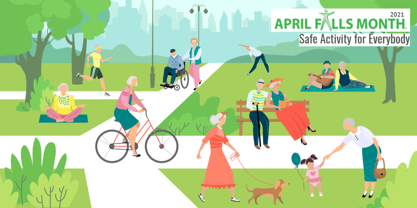 2021
APRIL FALLS MONTH
Safe Activity for Everybody